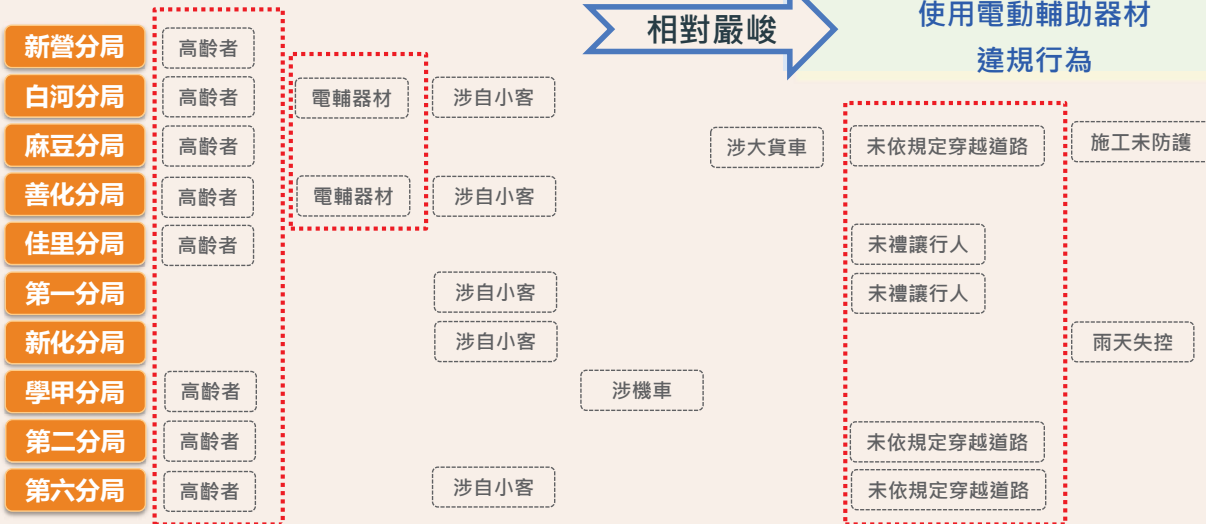 使用電動輔助器材
相對嚴峻
違規行為
新營分局 高齡者
白河分局 高齡者 電輔器材 涉自小客
麻豆分局 高齡者 涉大貨車 未依規定穿越道路 施工未防護
善化分局 高齡者 電輔器材 涉自小客
佳里分局 高齡者 未禮讓行人
第一分局 涉自小客 未禮讓行人
新化分局 涉自小客 雨天失控
學甲分局 高齡者 涉機車
第二分局 高齡者 未依規定穿越道路
第六分局 高齡者 涉自小客 未依規定穿越道路